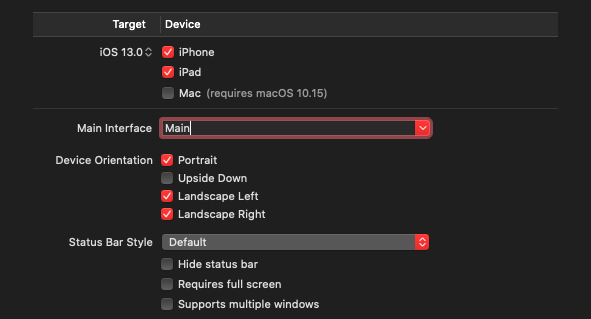 Target Device
iOS 13.0 iPhone
iPad
Mac (requires macOS 10.15)
Main Interface Main
Device Orientation Portrait
Upside Down
Landscape Left
Landscape Right
Status Bar Style Default
Hide status bar
Requires full screen
Supports multiple windows